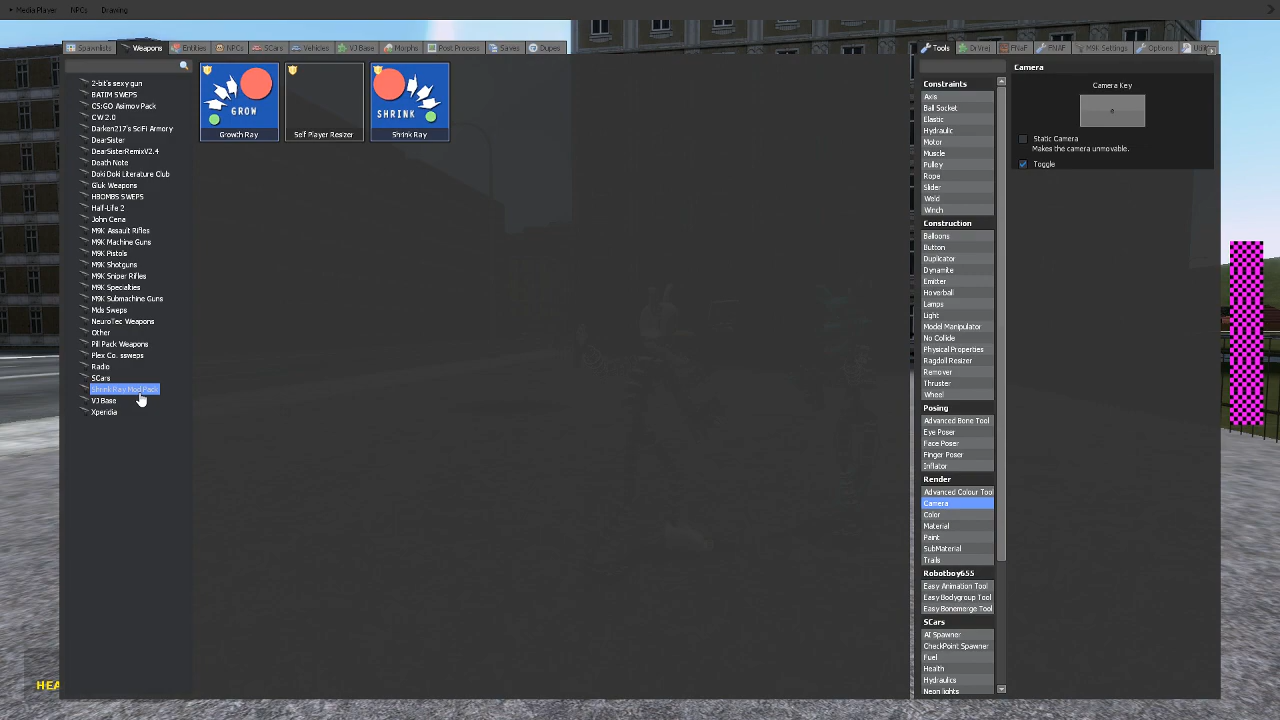 Media Player NPCs Drawing
Spawnlists Weapons Entities NPCs SCars Vehicles VJ Base Morphs Post Process Saves Dupes
Tools DrVrej FNaF FNAF M9K Settings Options Utili
2-bit's sexy gun
BATIM SWEPS
CS:GO Asimov Pack
CW 2.0
Darken217's SciFi Armory
DearSister
DearSisterRemixV2.4
Death Note
Doki Doki Literature Club
Gluk Weapons
HBOMBS SWEPS
Half-Life 2
John Cena
M9K Assault Rifles
M9K Machine Guns
M9K Pistols
M9K Shotguns
M9K Sniper Rifles
M9K Specialties
M9K Submachine Guns
Mds Sweps
NeuroTec Weapons
Other
Pill Pack Weapons
Plex Co. ssweps
Radio
SCars
Shrink Ray Mod Pack
VJ Base
Xperidia
GROW
Growth Ray
Self Player Resizer
SHRINK
Shrink Ray
Constraints
Axis
Ball Socket
Elastic
Hydraulic
Motor
Muscle
Pulley
Rope
Slider
Weld
Winch
Construction
Balloons
Button
Duplicator
Dynamite
Emitter
Hoverball
Lamps
Light
Model Manipulator
No Collide
Physical Properties
Ragdoll Resizer
Remover
Thruster
Wheel
Posing
Advanced Bone Tool
Eye Poser
Face Poser
Finger Poser
Inflator
Render
Advanced Colour Tool
Camera
Color
Material
Paint
SubMaterial
Trails
Robotboy655
Easy Animation Tool
Easy Bodygroup Tool
Easy Bonemerge Tool
SCars
AI Spawner
CheckPoint Spawner
Fuel
Health
Hydraulics
Neon lights
Camera
Camera Key
Static Camera
Makes the camera unmovable.
Toggle
HEA